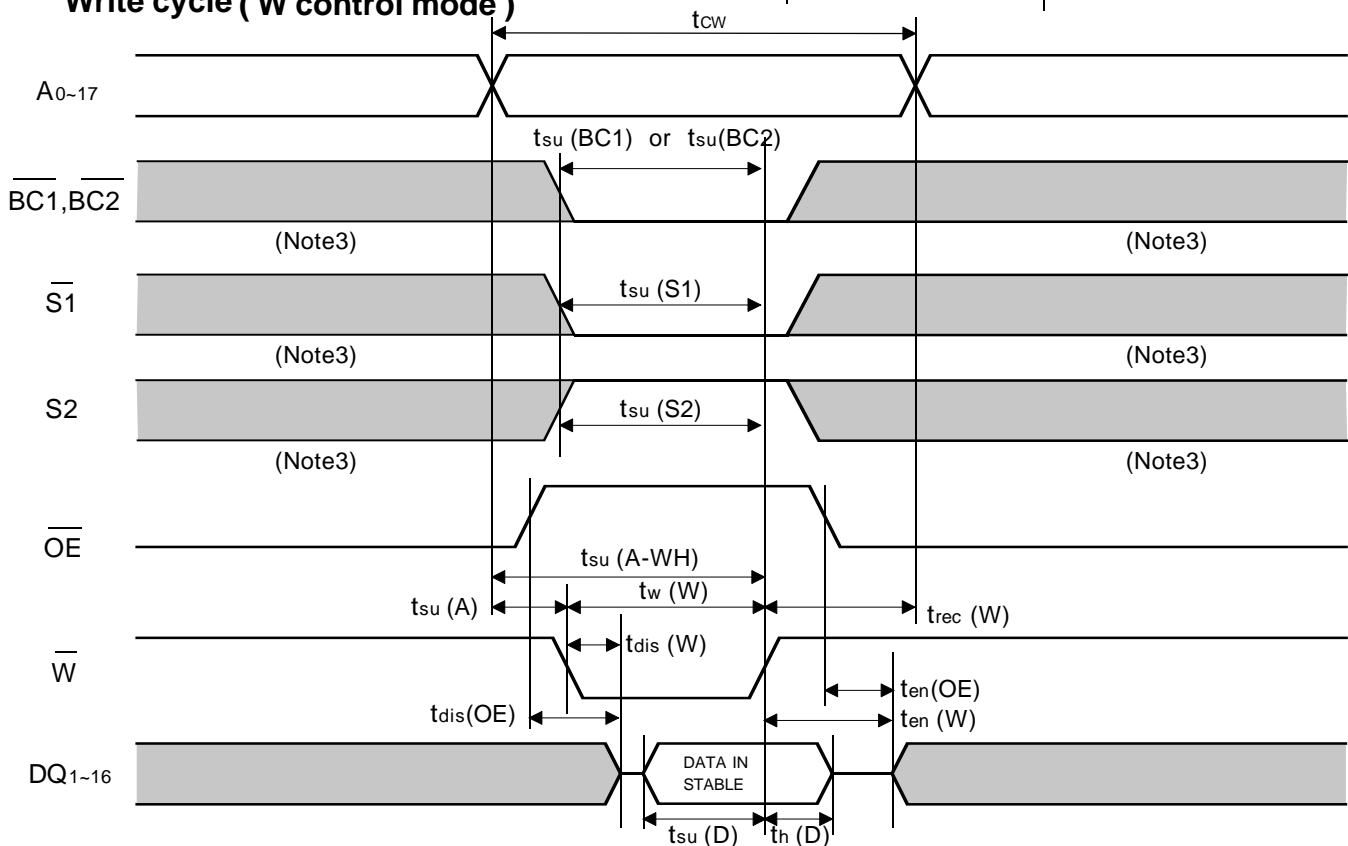 Write cycle ( W control mode )
tCW
A0~17
tsu (BC1) or tsu(BC2)
BC1,BC2
(Note3) (Note3)
S1
tsu (S1)
(Note3) (Note3)
S2
tsu (S2)
(Note3) (Note3)
OE
tsu (A-WH)
tsu (A)
tw (W)
trec (W)
W
tdis (W)
ten(OE)
tdis(OE)
ten (W)
DQ1~16
DATA IN
STABLE
tsu (D) th (D)